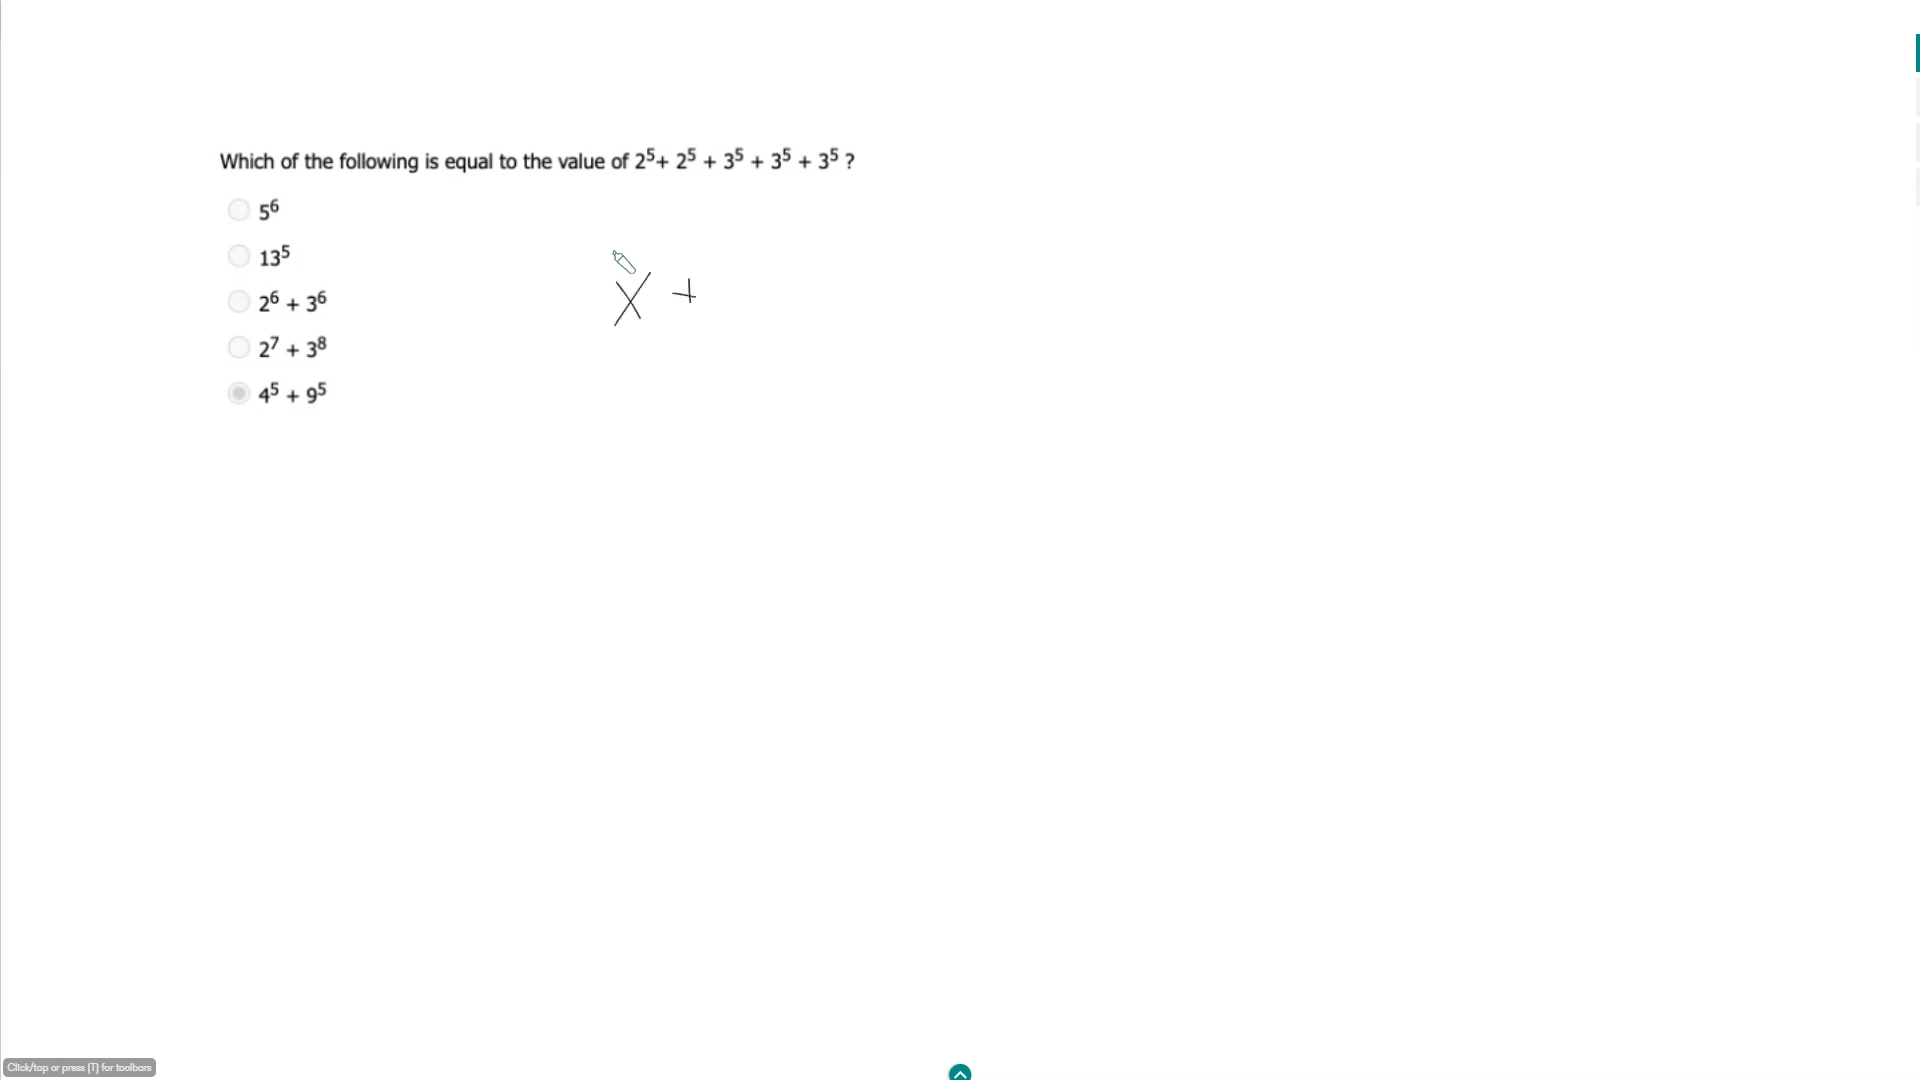 Which of the following is equal to the value of 2⁵+ 2⁵ + 3⁵ + 3⁵ + 3⁵ ?
5⁶
13⁵
2⁶ + 3⁶
2⁷ + 3⁸
4⁵ + 9⁵
X +
Click/tap or press [T] for toolbars